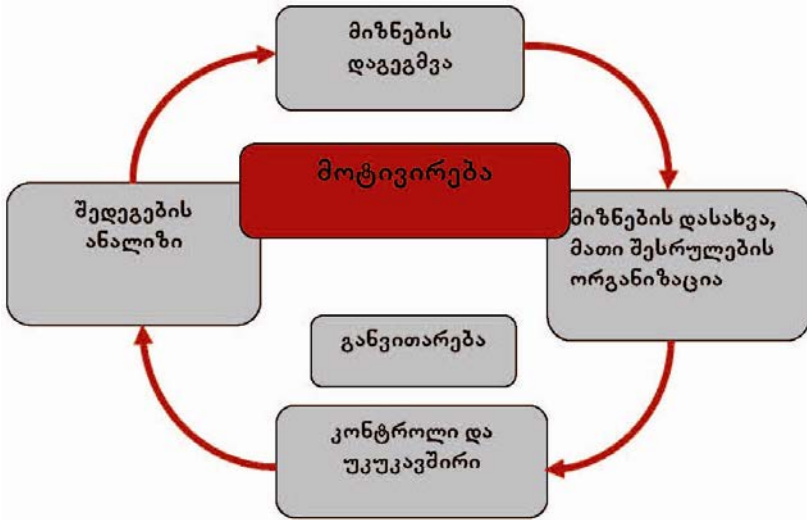 მიზნების
დაგეგმვა
მოტივირება
შედეგების
ანალიზი
მიზნების დასახვა,
მათი შესრულების
ორგანიზაცია
განვითარება
კონტროლი და
უკუკავშირი